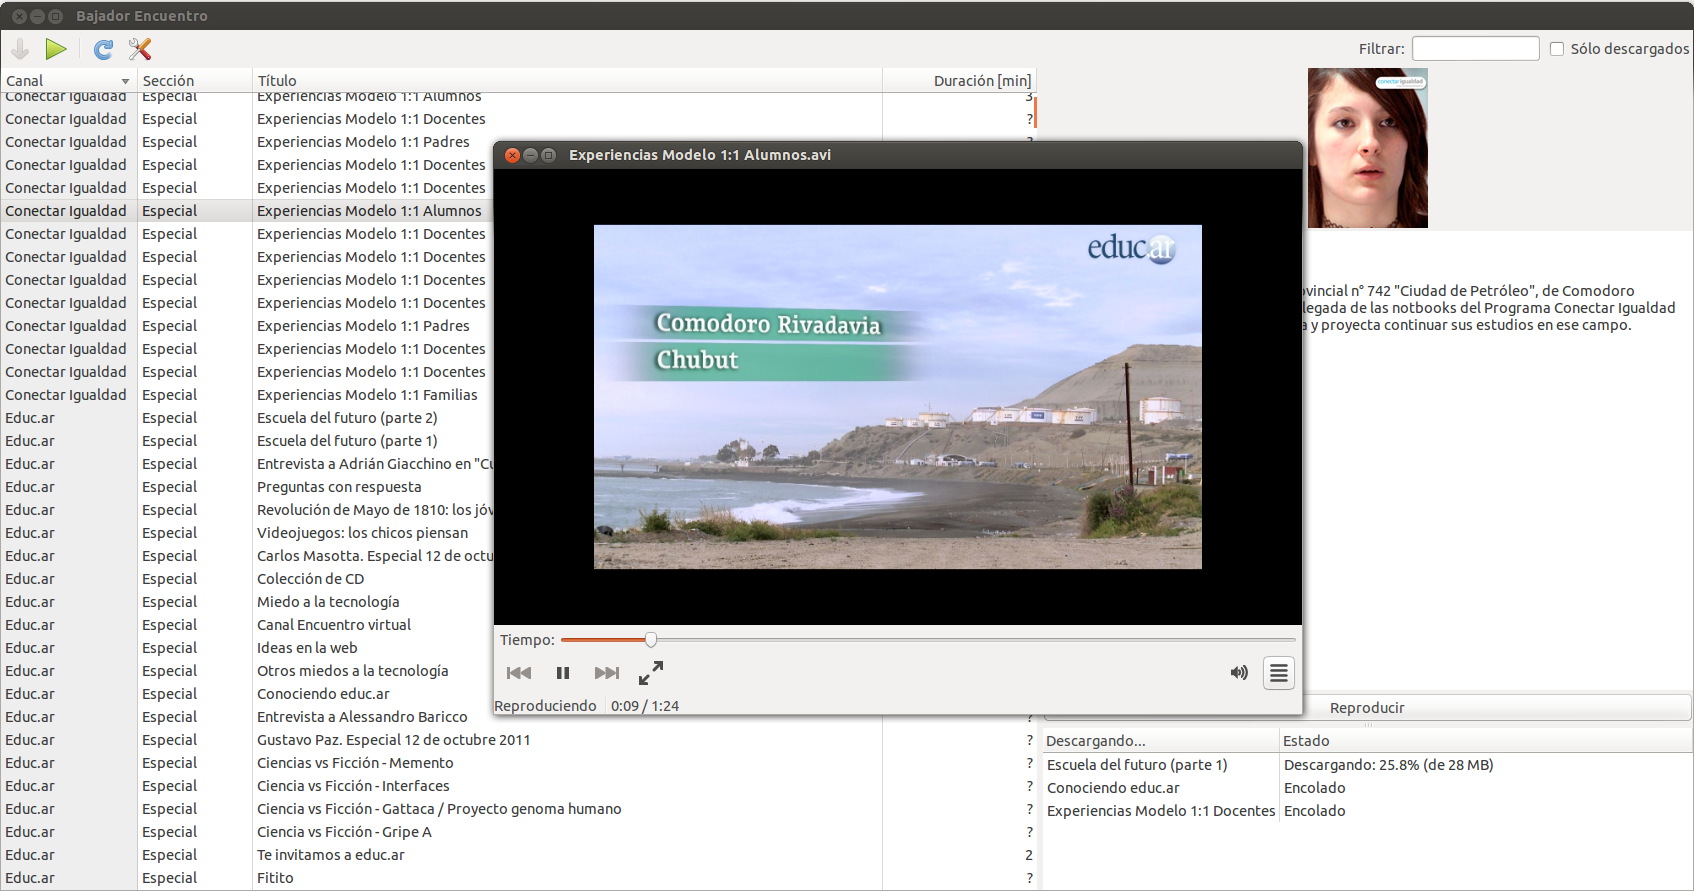 Bajador Encuentro
Filtrar:
Sólo descargados
Canal Sección Título Duración [min]
Conectar Igualdad Especial Experiencias Modelo 1:1 Alumnos 3
Conectar Igualdad Especial Experiencias Modelo 1:1 Docentes ?
Conectar Igualdad Especial Experiencias Modelo 1:1 Padres
Conectar Igualdad Especial Experiencias Modelo 1:1 Docentes
Conectar Igualdad Especial Experiencias Modelo 1:1 Docentes
Conectar Igualdad Especial Experiencias Modelo 1:1 Alumnos
Conectar Igualdad Especial Experiencias Modelo 1:1 Docentes
Conectar Igualdad Especial Experiencias Modelo 1:1 Docentes
Conectar Igualdad Especial Experiencias Modelo 1:1 Docentes
Conectar Igualdad Especial Experiencias Modelo 1:1 Docentes
Conectar Igualdad Especial Experiencias Modelo 1:1 Padres
Conectar Igualdad Especial Experiencias Modelo 1:1 Docentes
Conectar Igualdad Especial Experiencias Modelo 1:1 Docentes
Conectar Igualdad Especial Experiencias Modelo 1:1 Familias
Educ.ar Especial Escuela del futuro (parte 2)
Educ.ar Especial Escuela del futuro (parte 1)
Educ.ar Especial Entrevista a Adrián Giacchino en "Cu
Educ.ar Especial Preguntas con respuesta
Educ.ar Especial Revolución de Mayo de 1810: los jóv
Educ.ar Especial Videojuegos: los chicos piensan
Educ.ar Especial Carlos Masotta. Especial 12 de octu
Educ.ar Especial Colección de CD
Educ.ar Especial Miedo a la tecnología
Educ.ar Especial Canal Encuentro virtual
Educ.ar Especial Ideas en la web
Educ.ar Especial Otros miedos a la tecnología
Educ.ar Especial Conociendo educ.ar
Educ.ar Especial Entrevista a Alessandro Baricco ?
Educ.ar Especial Gustavo Paz. Especial 12 de octubre 2011 ?
Educ.ar Especial Ciencias vs Ficción - Memento ?
Educ.ar Especial Ciencia vs Ficción - Interfaces ?
Educ.ar Especial Ciencia vs Ficción - Gattaca / Proyecto genoma humano ?
Educ.ar Especial Ciencia vs Ficción - Gripe A ?
Educ.ar Especial Te invitamos a educ.ar 2
Educ.ar Especial Fitito ?
Experiencias Modelo 1:1 Alumnos.avi
educ.ar
Comodoro Rivadavia
Chubut
Tiempo:
Reproduciendo 0:09 / 1:24
conectar igualdad
ovincial n° 742 "Ciudad de Petróleo", de Comodoro
llegada de las notbooks del Programa Conectar Igualdad
a y proyecta continuar sus estudios en ese campo.
Reproducir
Descargando... Estado
Escuela del futuro (parte 1) Descargando: 25.8% (de 28 MB)
Conociendo educ.ar Encolado
Experiencias Modelo 1:1 Docentes Encolado